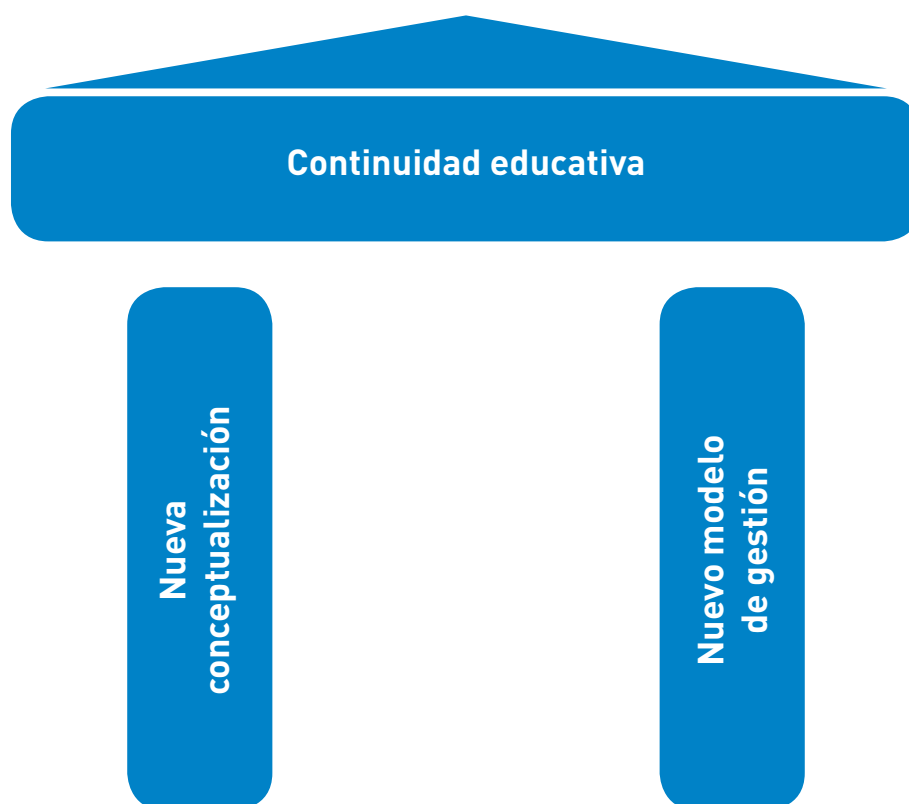 Continuidad educativa
Nueva
conceptualización
Nuevo modelo
de gestión